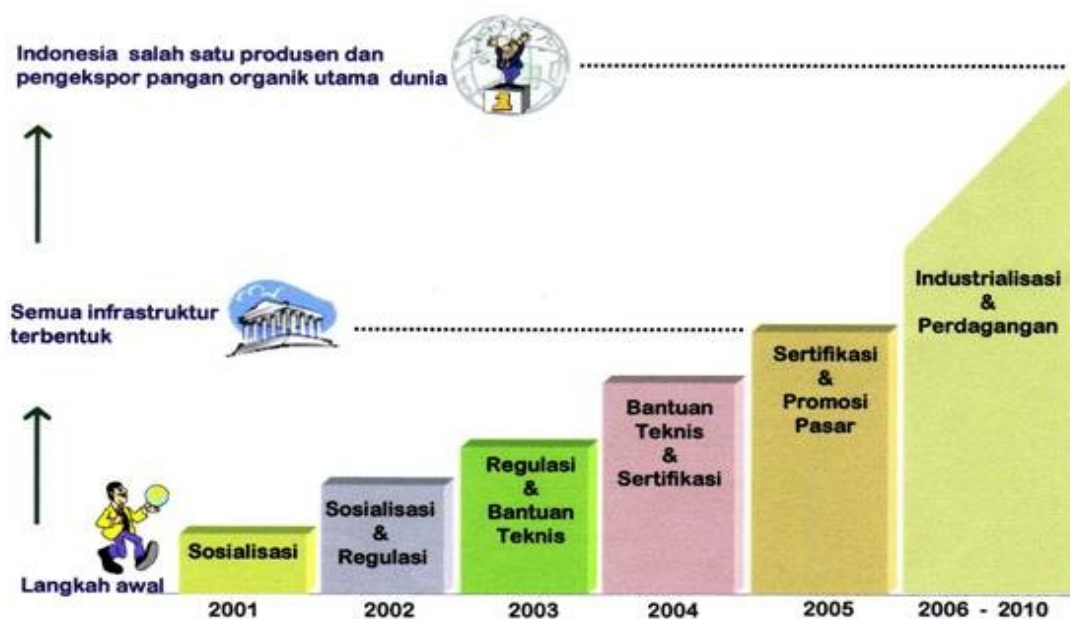 Indonesia salah satu produsen dan
pengekspor pangan organik utama dunia
1
Semua infrastruktur
terbentuk
Langkah awal
Sosialisasi
Sosialisasi
&
Regulasi
Regulasi
&
Bantuan
Teknis
Bantuan
Teknis
&
Sertifikasi
Sertifikasi
&
Promosi
Pasar
Industrialisasi
&
Perdagangan
2001
2002
2003
2004
2005
2006 - 2010